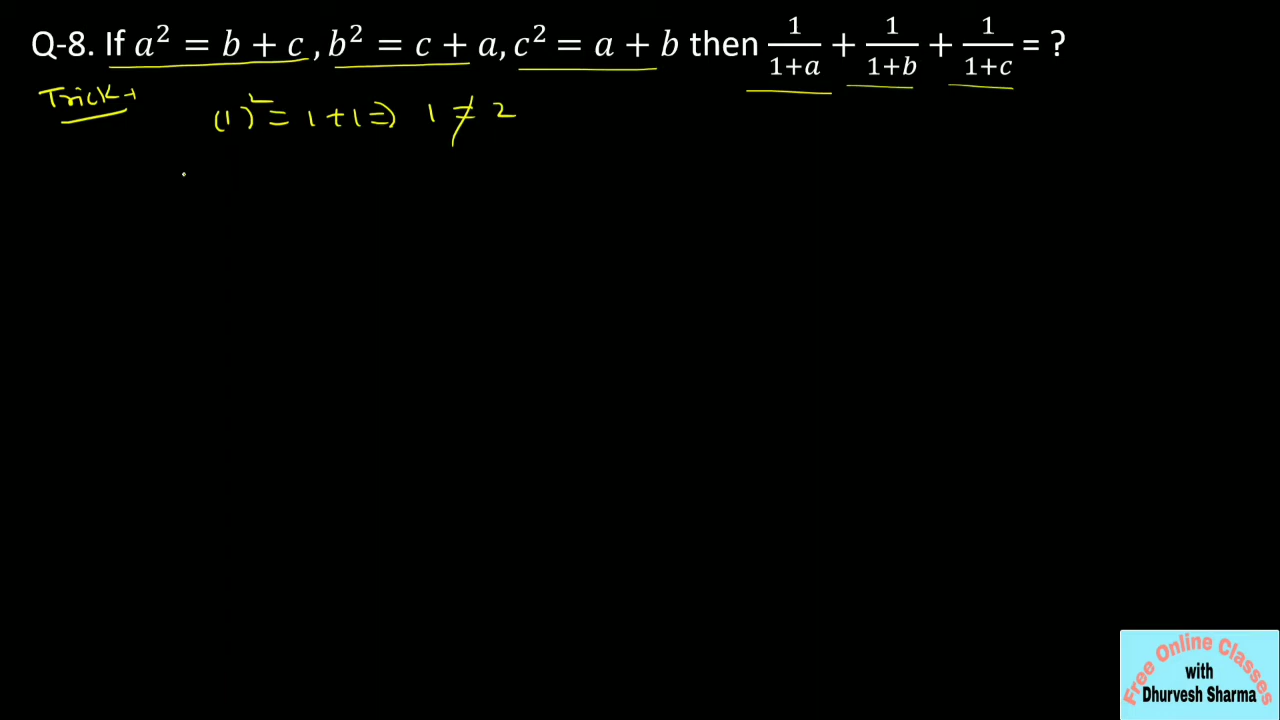 Q-8. If a² = b + c , b² = c + a, c² = a + b then 1/(1+a) + 1/(1+b) + 1/(1+c) = ?
Trick→
(1)² = 1 + 1 ⇒ 1 ≠ 2
Free Online Classes
with
Dhurvesh Sharma